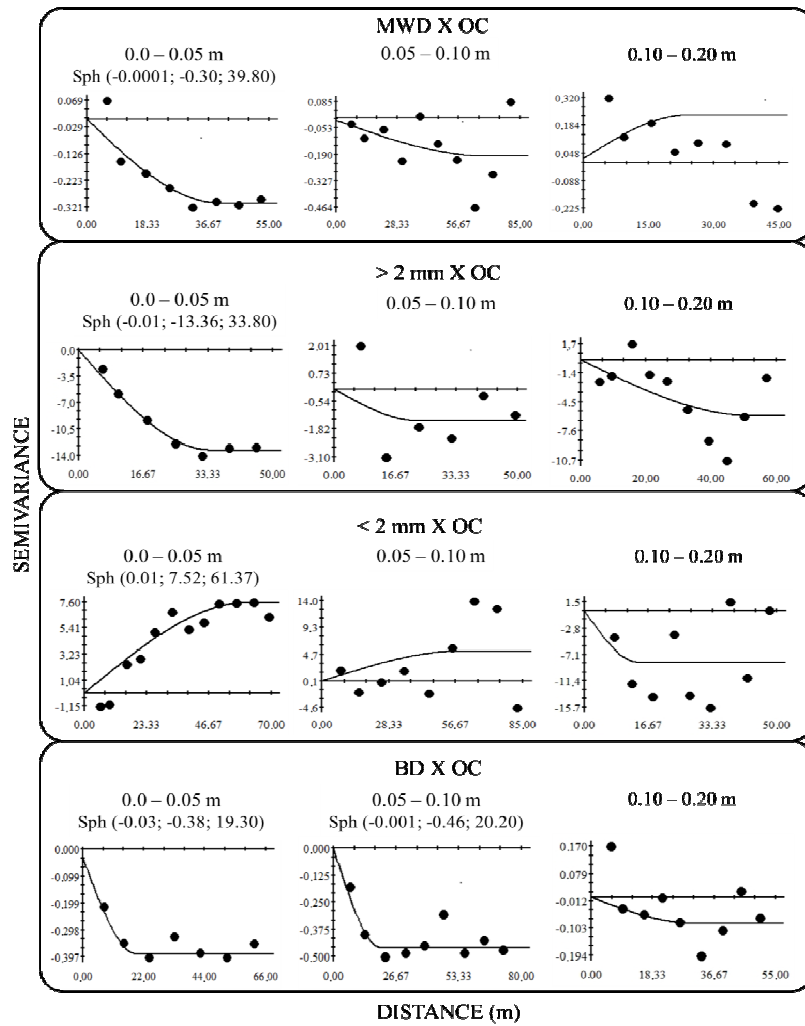 MWD X OC
0.0 – 0.05 m
Sph (-0.0001; -0.30; 39.80)
0.069
-0.029
-0.126
-0.223
-0.321
0.00 18,33 36.67 55,00
0.05 – 0.10 m
0.085
-0.053
-0.190
-0.327
-0.464
0.00 28,33 56,67 85,00
0.10 – 0.20 m
0,320
0,184
0,048
-0.088
-0,225
0.00 15.00 30,00 45,00
> 2 mm X OC
0.0 – 0.05 m
Sph (-0.01; -13.36; 33.80)
0.0
-3.5
-7.0
-10.5
-14.0
0.00 16,67 33,33 50,00
0.05 – 0.10 m
2,01
0.73
-0.54
-1.82
-3,10
0.00 16.67 33.33 50,00
0.10 – 0.20 m
1,7
-1.4
-4.5
-7.6
-10.7
0,00 20,00 40,00 60,00
SEMIVARIANCE
< 2 mm X OC
0.0 – 0.05 m
Sph (0.01; 7.52; 61.37)
7.60
5.41
3.23
1.04
-1,15
0.00 23,33 46,67 70,00
0.05 – 0.10 m
14.0
9,3
4,7
0,1
-4,6
0.00 28,33 56,67 85,00
0.10 – 0.20 m
1.5
-2.8
-7.1
-11.4
-15.7
0.00 16,67 33,33 50,00
BD X OC
0.0 – 0.05 m
Sph (-0.03; -0.38; 19.30)
0,000
-0.099
-0.199
-0.298
-0.397
0,00 22,00 44,00 66,00
0.05 – 0.10 m
Sph (-0.001; -0.46; 20.20)
0,000
-0.125
-0.250
-0.375
-0.500
0,00 26,67 53,33 80,00
0.10 – 0.20 m
0.170
0.079
-0.012
-0.103
-0.194
0.00 18,33 36,67 55,00
DISTANCE (m)